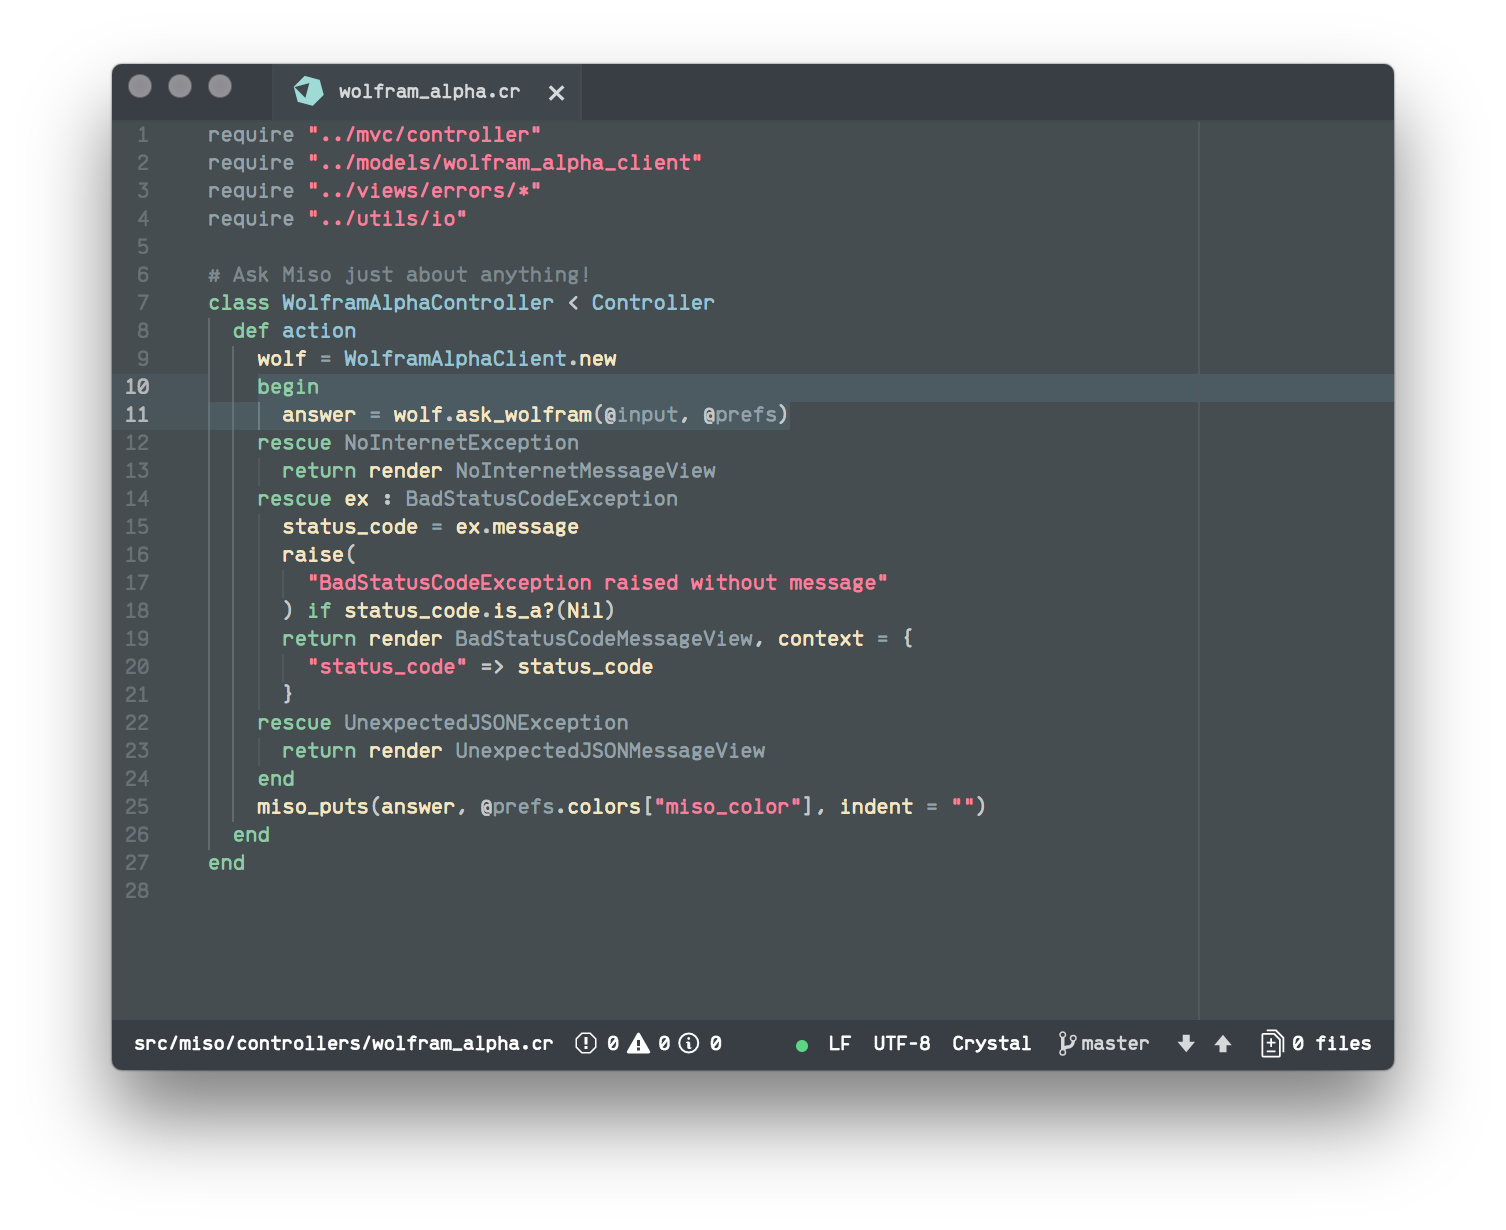 wolfram_alpha.cr
1 require "../mvc/controller"
2 require "../models/wolfram_alpha_client"
3 require "../views/errors/*"
4 require "../utils/io"
5
6 # Ask Miso just about anything!
7 class WolframAlphaController < Controller
8   def action
9     wolf = WolframAlphaClient.new
10     begin
11       answer = wolf.ask_wolfram(@input, @prefs)
12     rescue NoInternetException
13       return render NoInternetMessageView
14     rescue ex : BadStatusCodeException
15       status_code = ex.message
16       raise(
17         "BadStatusCodeException raised without message"
18       ) if status_code.is_a?(Nil)
19       return render BadStatusCodeMessageView, context = {
20         "status_code" => status_code
21       }
22     rescue UnexpectedJSONException
23       return render UnexpectedJSONMessageView
24     end
25     miso_puts(answer, @prefs.colors["miso_color"], indent = "")
26   end
27 end
28
src/miso/controllers/wolfram_alpha.cr 0 0 0 LF UTF-8 Crystal master 0 files